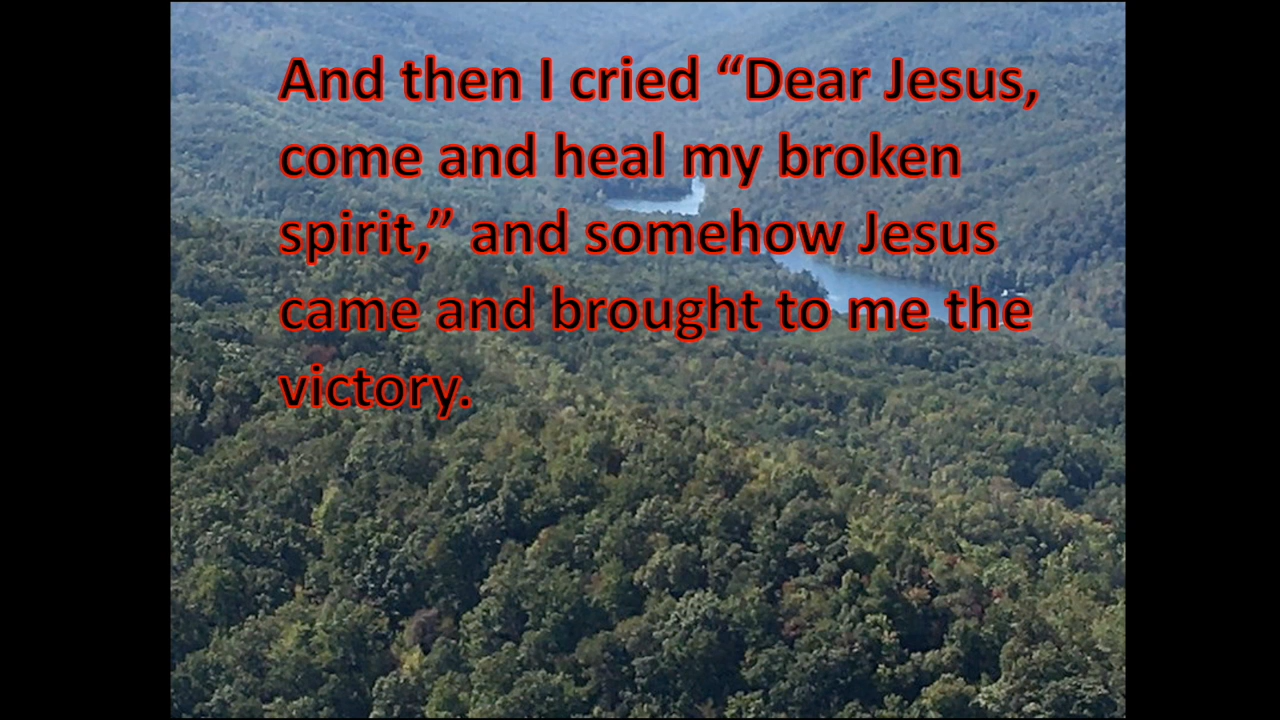 And then I cried “Dear Jesus,
come and heal my broken
spirit,” and somehow Jesus
came and brought to me the
victory.